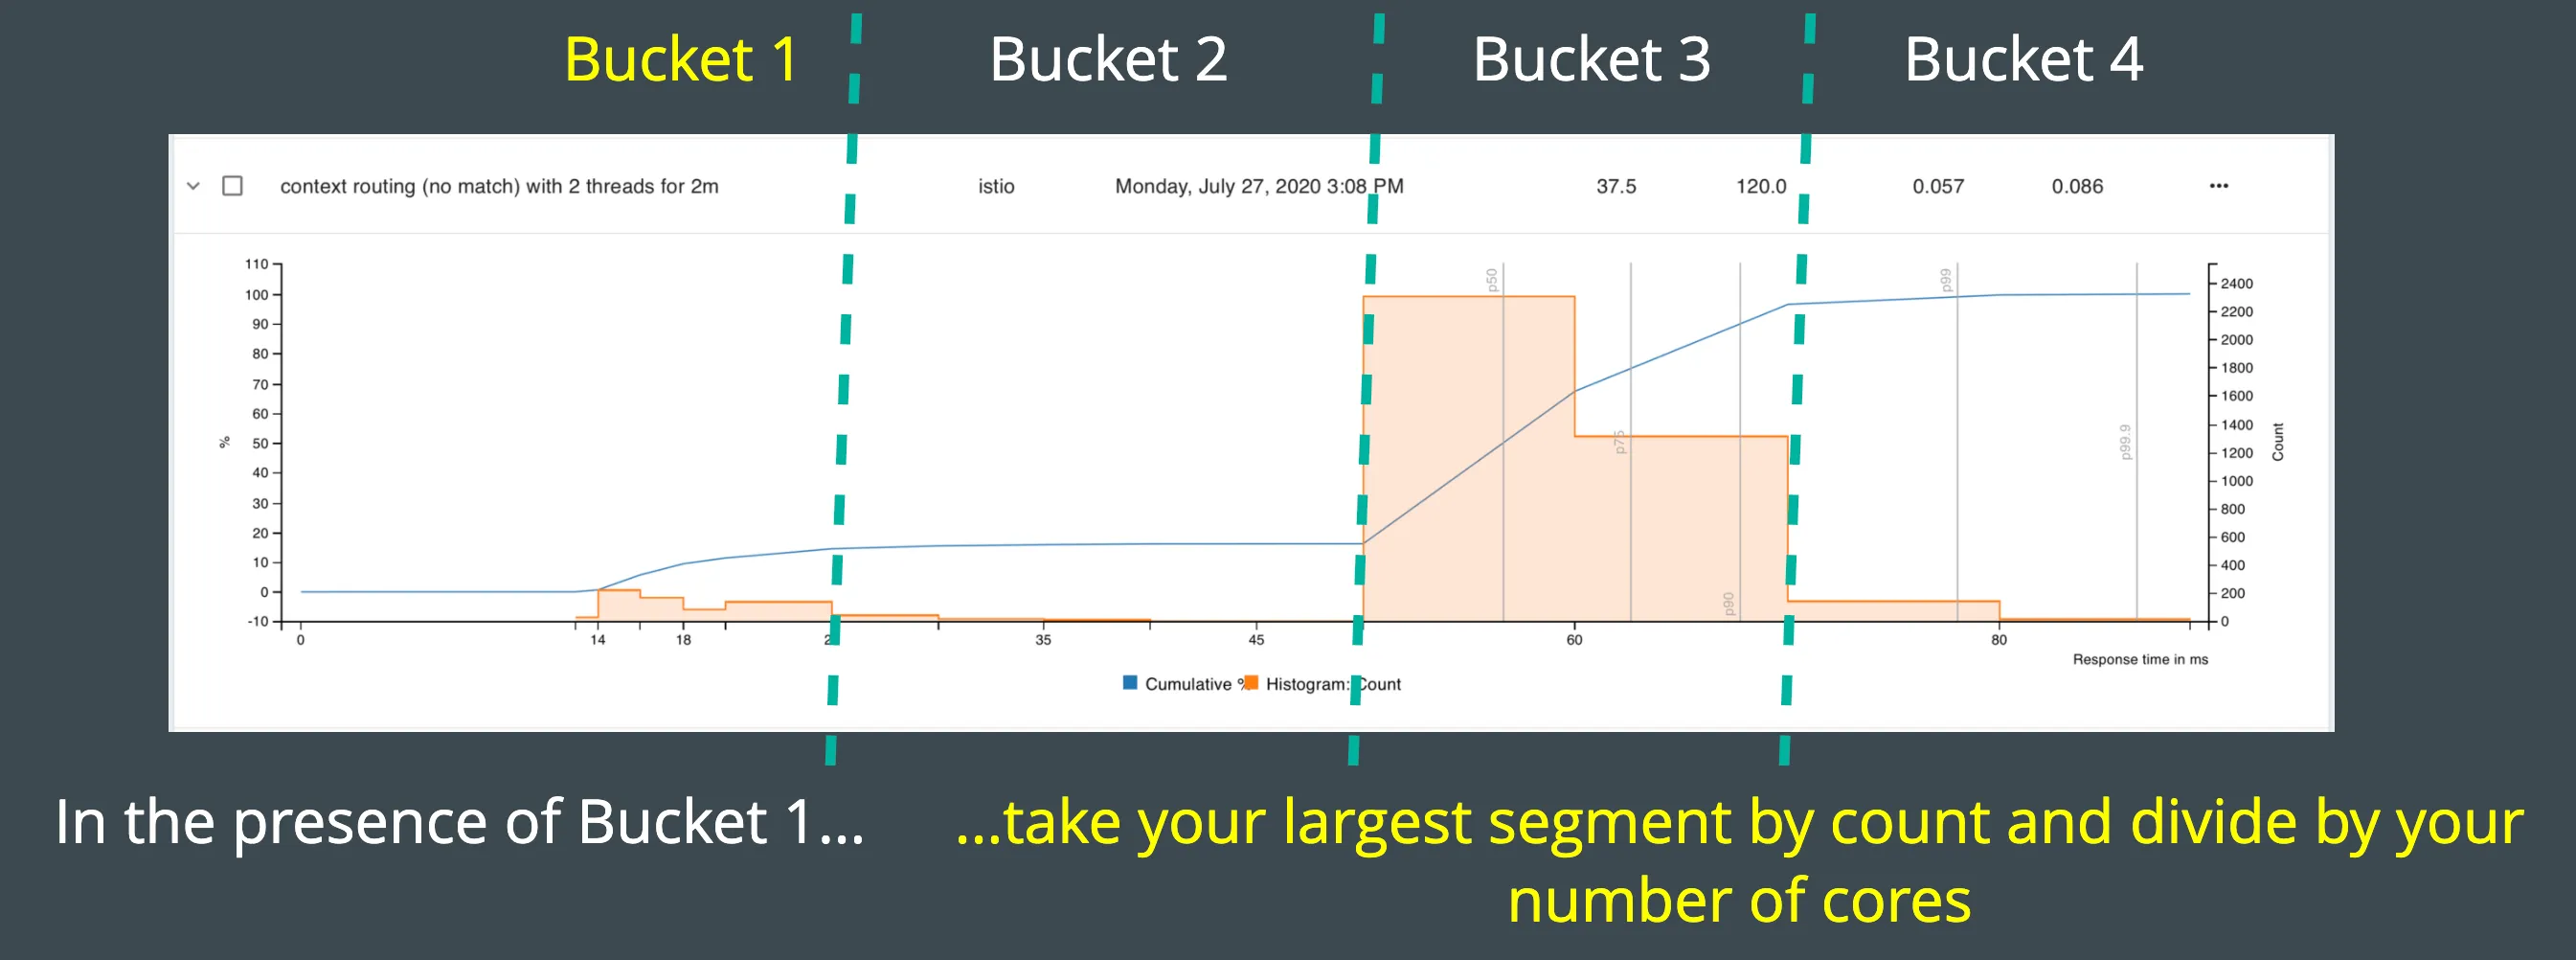 Bucket 1
Bucket 2
Bucket 3
Bucket 4
context routing (no match) with 2 threads for 2m
istio
Monday, July 27, 2020 3:08 PM
37.5
120.0
0.057
0.086
110
100
90
80
70
60
50
40
30
20
10
0
-10
%
p50
p75
p90
p99
p99.9
2400
2200
2000
1800
1600
1400
1200
1000
800
600
400
200
0
Count
0
14
18
35
45
60
80
Response time in ms
Cumulative %
Histogram: Count
In the presence of Bucket 1...
...take your largest segment by count and divide by your
number of cores